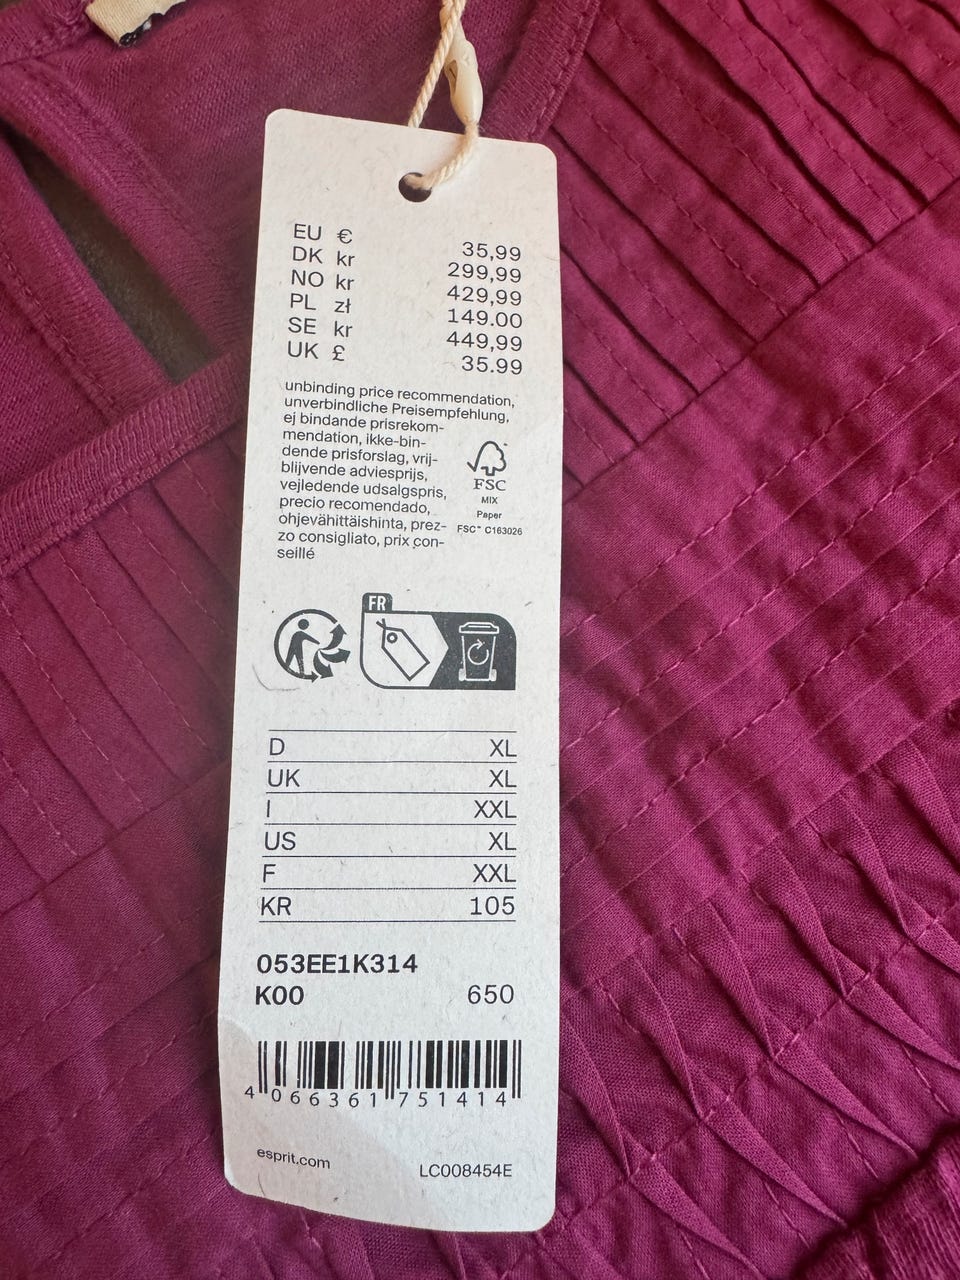 EU € 35,99
DK kr 299,99
NO kr 429,99
PL zł 149.00
SE kr 449,99
UK £ 35.99
unbinding price recommendation,
unverbindliche Preisempfehlung,
ej bindande prisrekom-
mendation, ikke-bin-
dende prisforslag, vrij-
blijvende adviesprijs,
vejledende udsalgspris,
precio recomendado,
ohjevähittäishinta, prez-
zo consigliato, prix con-
seillé
FSC
MIX
Paper
FSC™ C163026
FR
D XL
UK XL
I XXL
US XL
F XXL
KR 105
053EE1K314
K00 650
4 066361 751414
esprit.com LC008454E